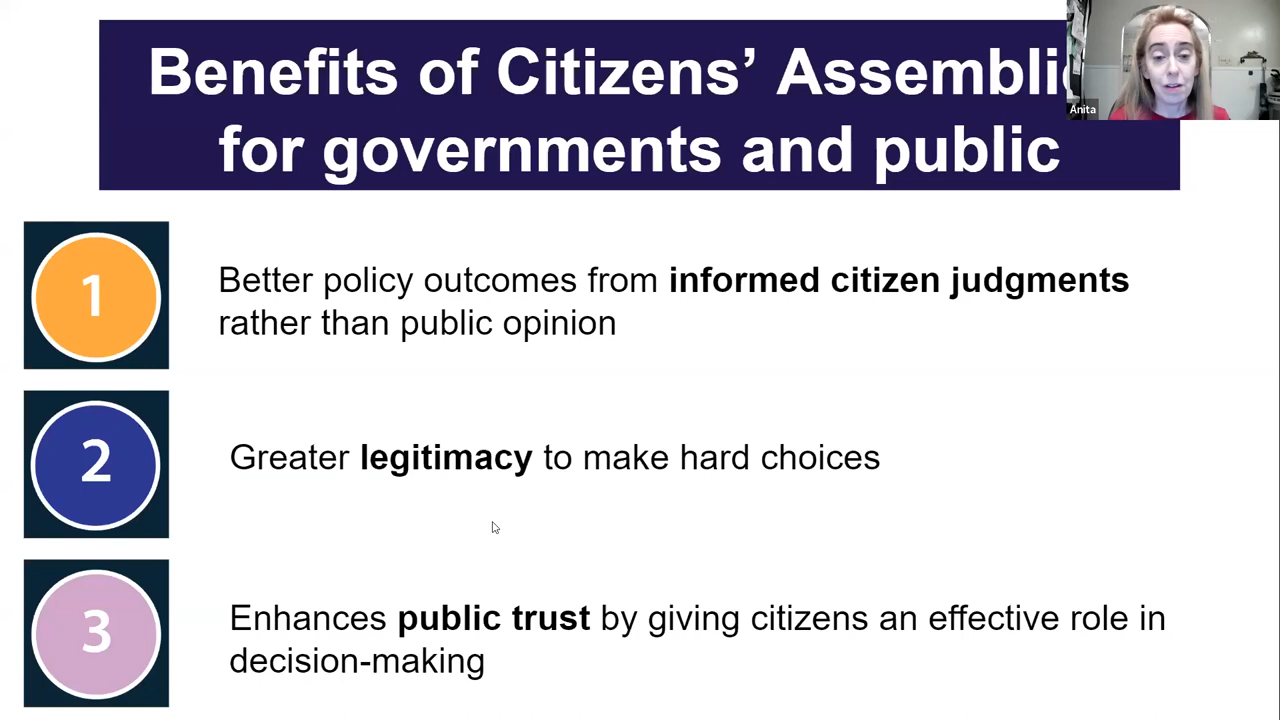 Benefits of Citizens’ Assembli
for governments and public
Anita
1
Better policy outcomes from informed citizen judgments
rather than public opinion
2
Greater legitimacy to make hard choices
3
Enhances public trust by giving citizens an effective role in
decision-making